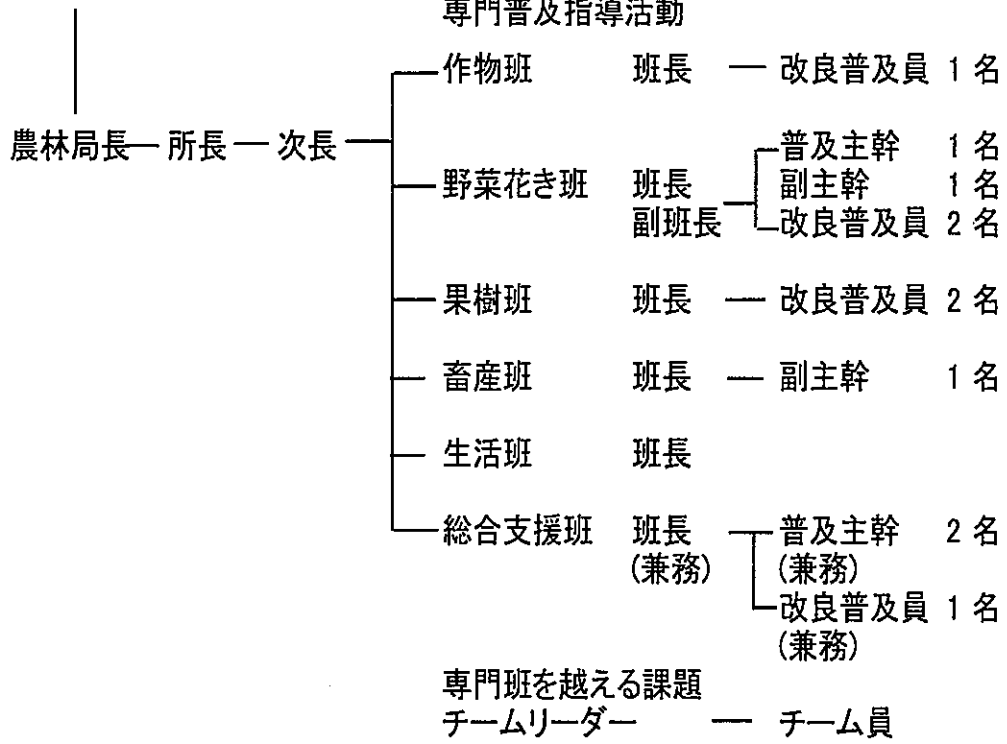 専門普及指導活動
作物班 班長 ― 改良普及員 1 名
農林局長 ― 所長 ― 次長
野菜花き班 班長 普及主幹 1 名
副班長 副主幹 1 名
改良普及員 2 名
果樹班 班長 ― 改良普及員 2 名
畜産班 班長 ― 副主幹 1 名
生活班 班長
総合支援班 班長 普及主幹 2 名
(兼務) (兼務)
改良普及員 1 名
(兼務)
専門班を越える課題
チームリーダー ― チーム員